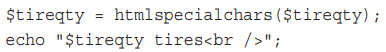 $tireqty = htmlspecialchars($tireqty);
echo "$tireqty tires<br />";